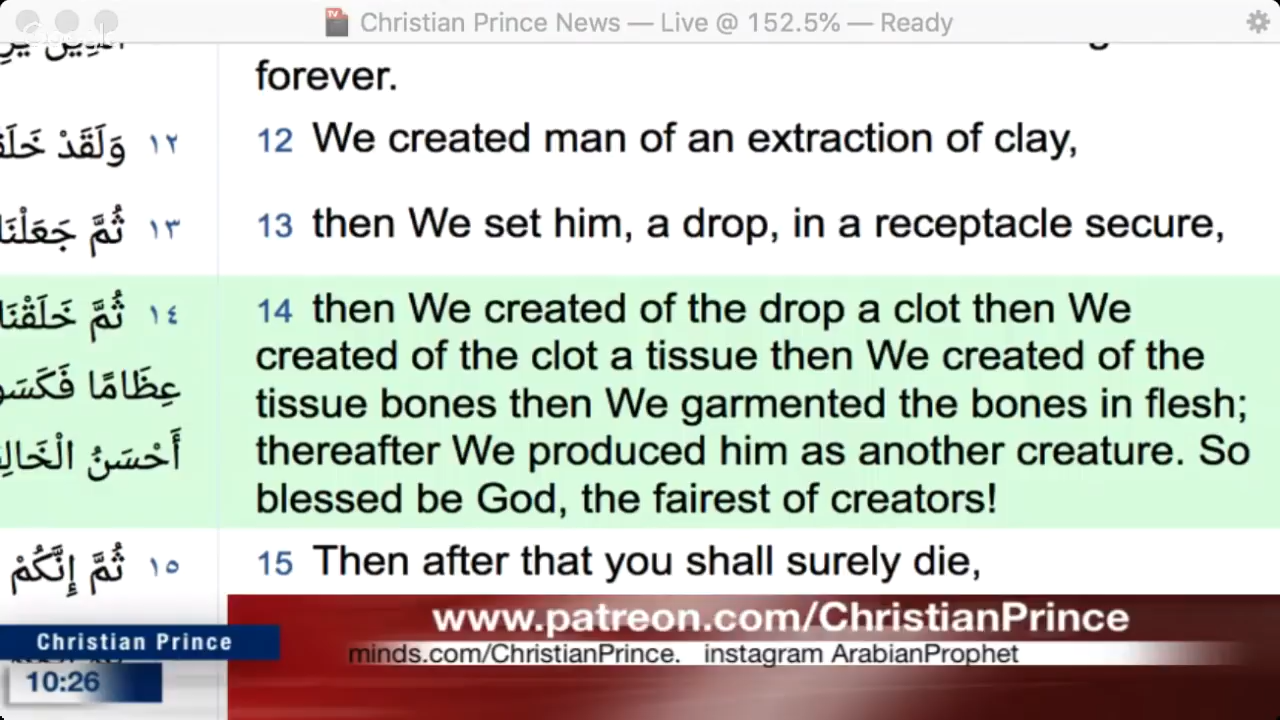 Christian Prince News — Live @ 152.5% — Ready
Google
forever.
١٢ وَلَقَدْ
12 We created man of an extraction of clay,
١٣ ثُمَّ
13 then We set him, a drop, in a receptacle secure,
١٤ ثُمَّ
14 then We created of the drop a clot then We
created of the clot a tissue then We created of the
عِظَامًا
tissue bones then We garmented the bones in flesh;
أَحْسَنُ
thereafter We produced him as another creature. So
blessed be God, the fairest of creators!
١٥ ثُمَّ إِنَّكُمْ
15 Then after that you shall surely die,
www.patreon.com/ChristianPrince
Christian Prince
minds.com/ChristianPrince. instagram ArabianProphet
10:26